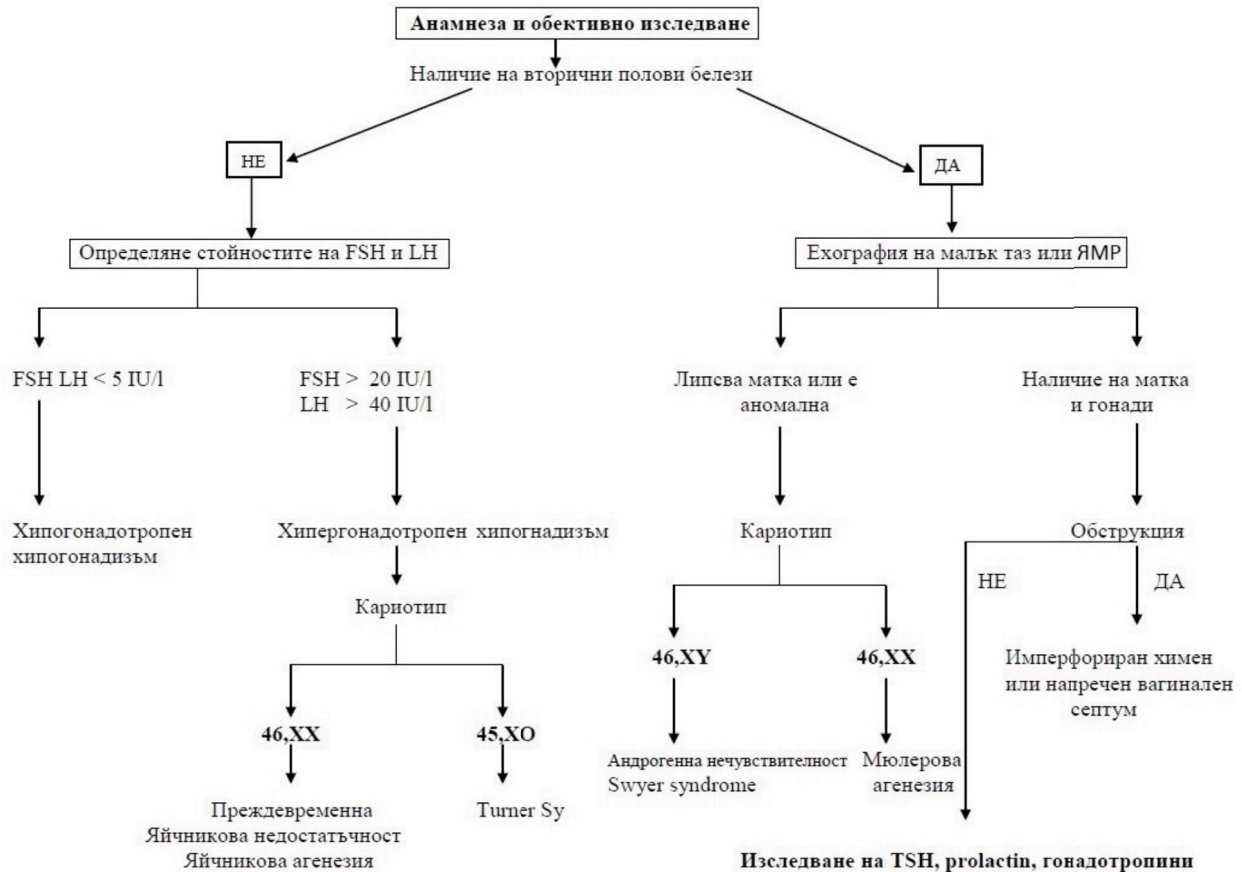 Анамнеза и обективно изследване
Наличие на вторични полови белези
НЕ
ДА
Определяне стойностите на FSH и LH
Ехография на малък таз или ЯМР
FSH LH < 5 IU/l
FSH > 20 IU/l
LH > 40 IU/l
Липсва матка или е
аномална
Наличие на матка
и гонади
Хипогонадотропен
хипогонадизъм
Хипергонадотропен хипогнадизъм
Кариотип
Обструкция
НЕ
ДА
Кариотип
46,XY
46,XX
Имперфориран химен
или напречен вагинален
септум
46,XX
45,XO
Андрогенна нечувствителност
Swyer syndrome
Мюлерова
агенезия
Преждевременна
Яйчникова недостатъчност
Яйчникова агенезия
Turner Sy
Изследване на TSH, prolactin, гонадотропини